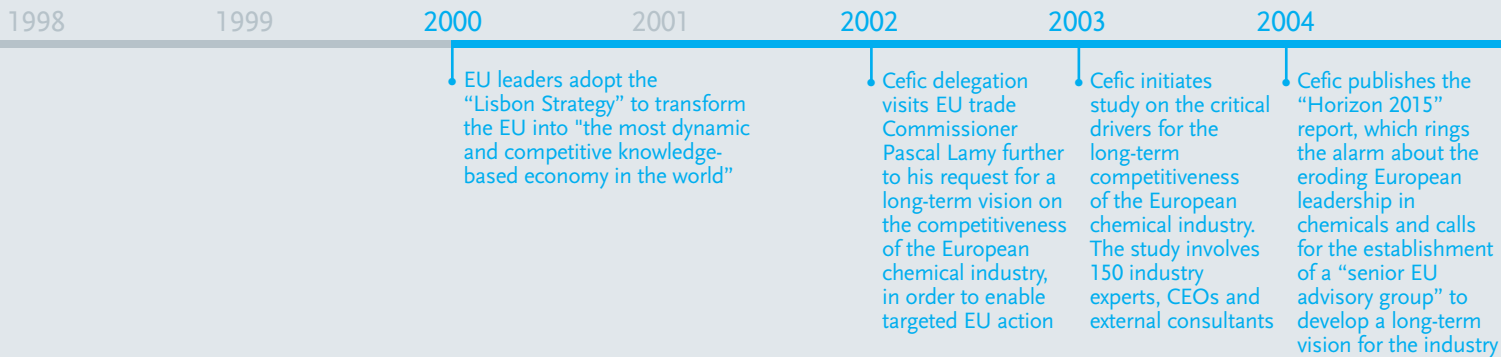 1998 1999 2000 2001 2002 2003 2004
EU leaders adopt the
“Lisbon Strategy” to transform
the EU into "the most dynamic
and competitive knowledge-
based economy in the world”
Cefic delegation
visits EU trade
Commissioner
Pascal Lamy further
to his request for a
long-term vision on
the competitiveness
of the European
chemical industry,
in order to enable
targeted EU action
Cefic initiates
study on the critical
drivers for the
long-term
competitiveness
of the European
chemical industry.
The study involves
150 industry
experts, CEOs and
external consultants
Cefic publishes the
“Horizon 2015”
report, which rings
the alarm about the
eroding European
leadership in
chemicals and calls
for the establishment
of a “senior EU
advisory group” to
develop a long-term
vision for the industry